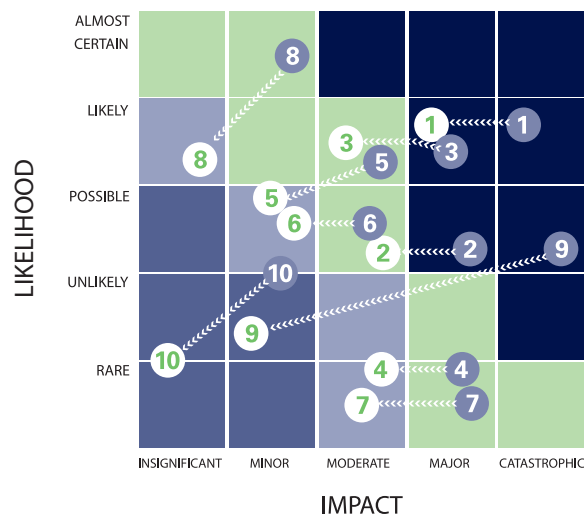 ALMOST
CERTAIN
8
LIKELY
1 1
3 3
8 5
POSSIBLE
5
6 6
2 2 9
UNLIKELY
10
9
10
RARE
4 4
7 7
INSIGNIFICANT MINOR MODERATE MAJOR CATASTROPHIC
IMPACT
LIKELIHOOD